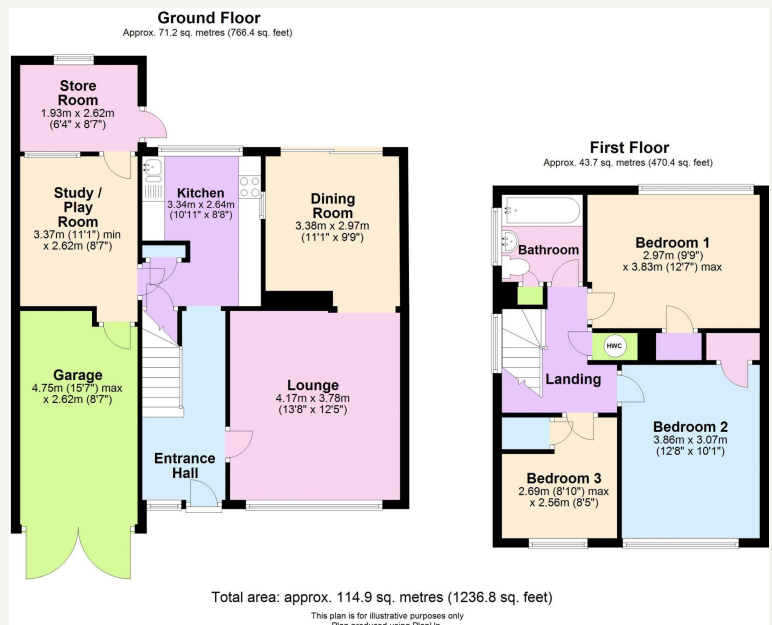 Ground Floor
Approx. 71.2 sq. metres (766.4 sq. feet)
Store
Room
1.93m x 2.62m
(6'4" x 8'7")
Study /
Play
Room
3.37m (11'1") min
x 2.62m (8'7")
Kitchen
3.34m x 2.64m
(10'11" x 8'8")
Dining
Room
3.38m x 2.97m
(11'1" x 9'9")
Garage
4.75m (15'7") max
x 2.62m (8'7")
Lounge
4.17m x 3.78m
(13'8" x 12'5")
Entrance
Hall
First Floor
Approx. 43.7 sq. metres (470.4 sq. feet)
Bathroom
Bedroom 1
2.97m (9'9")
x 3.83m (12'7") max
HWC
Landing
Bedroom 2
3.86m x 3.07m
(12'8" x 10'1")
Bedroom 3
2.69m (8'10") max
x 2.56m (8'5")
Total area: approx. 114.9 sq. metres (1236.8 sq. feet)
This plan is for illustrative purposes only
Plan produced using PlanUp.